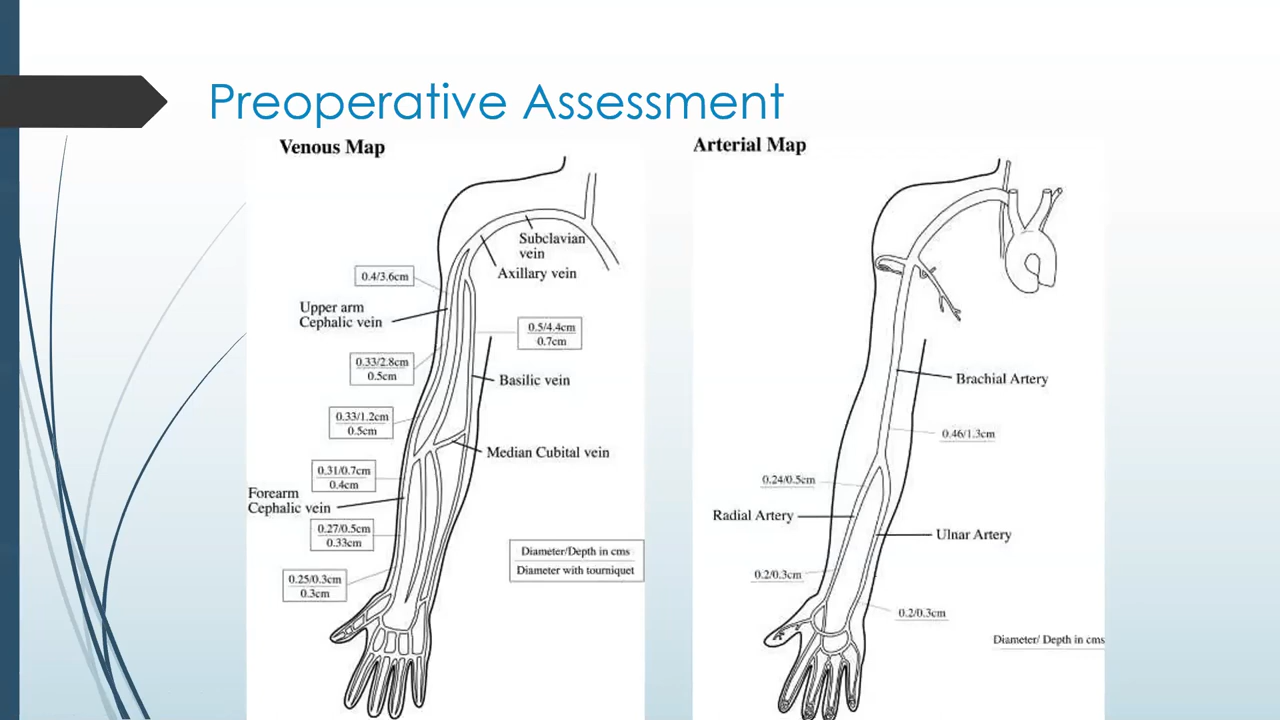 Preoperative Assessment
Venous Map
Subclavian
vein
Axillary vein
0.4/3.6cm
Upper arm
Cephalic vein
0.5/4.4cm
0.7cm
0.33/2.8cm
0.5cm
Basilic vein
0.33/1.2cm
0.5cm
Median Cubital vein
0.31/0.7cm
0.4cm
Forearm
Cephalic vein
0.27/0.5cm
0.33cm
Diameter/Depth in cms
Diameter with tourniquet
0.25/0.3cm
0.3cm
Arterial Map
Brachial Artery
0.46/1.3cm
0.24/0.5cm
Radial Artery
Ulnar Artery
0.2/0.3cm
0.2/0.3cm
Diameter/ Depth in cms